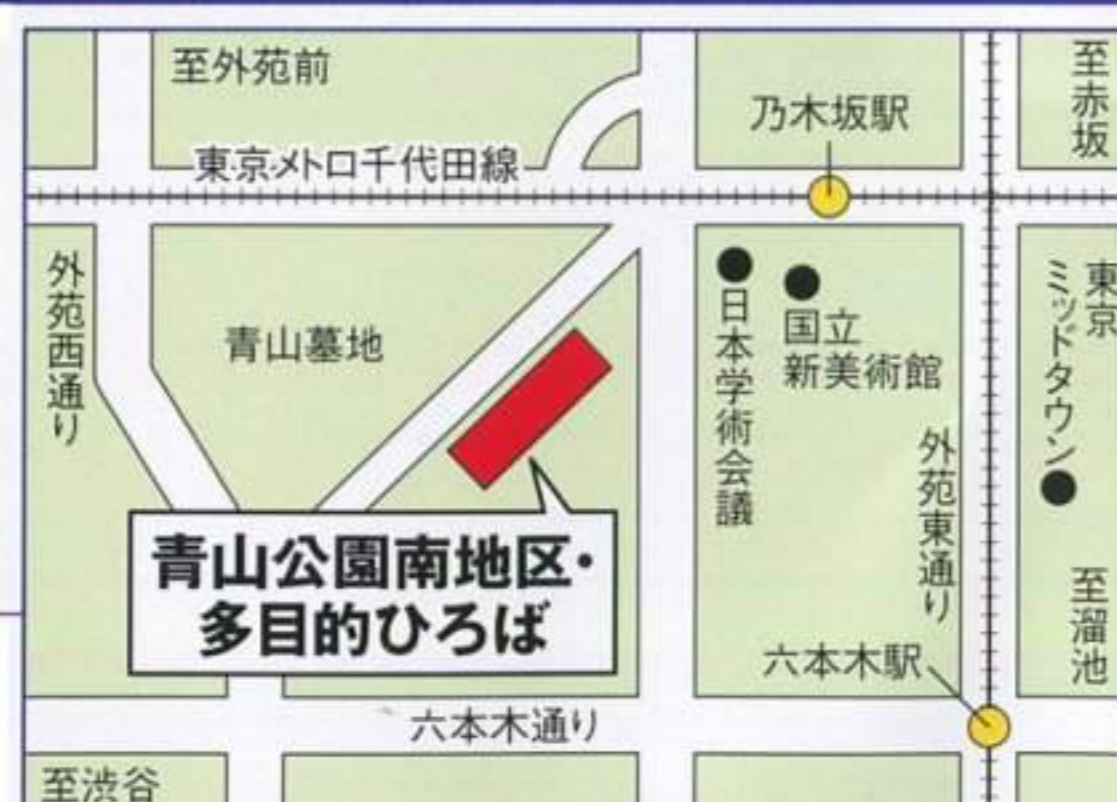 至外苑前
乃木坂駅
至赤坂
東京メトロ千代田線
外苑西通り
青山墓地
日本学術会議
国立
新美術館
東京
ミッドタウン
外苑東通り
青山公園南地区・
多目的ひろば
至溜池
六本木駅
六本木通り
至渋谷